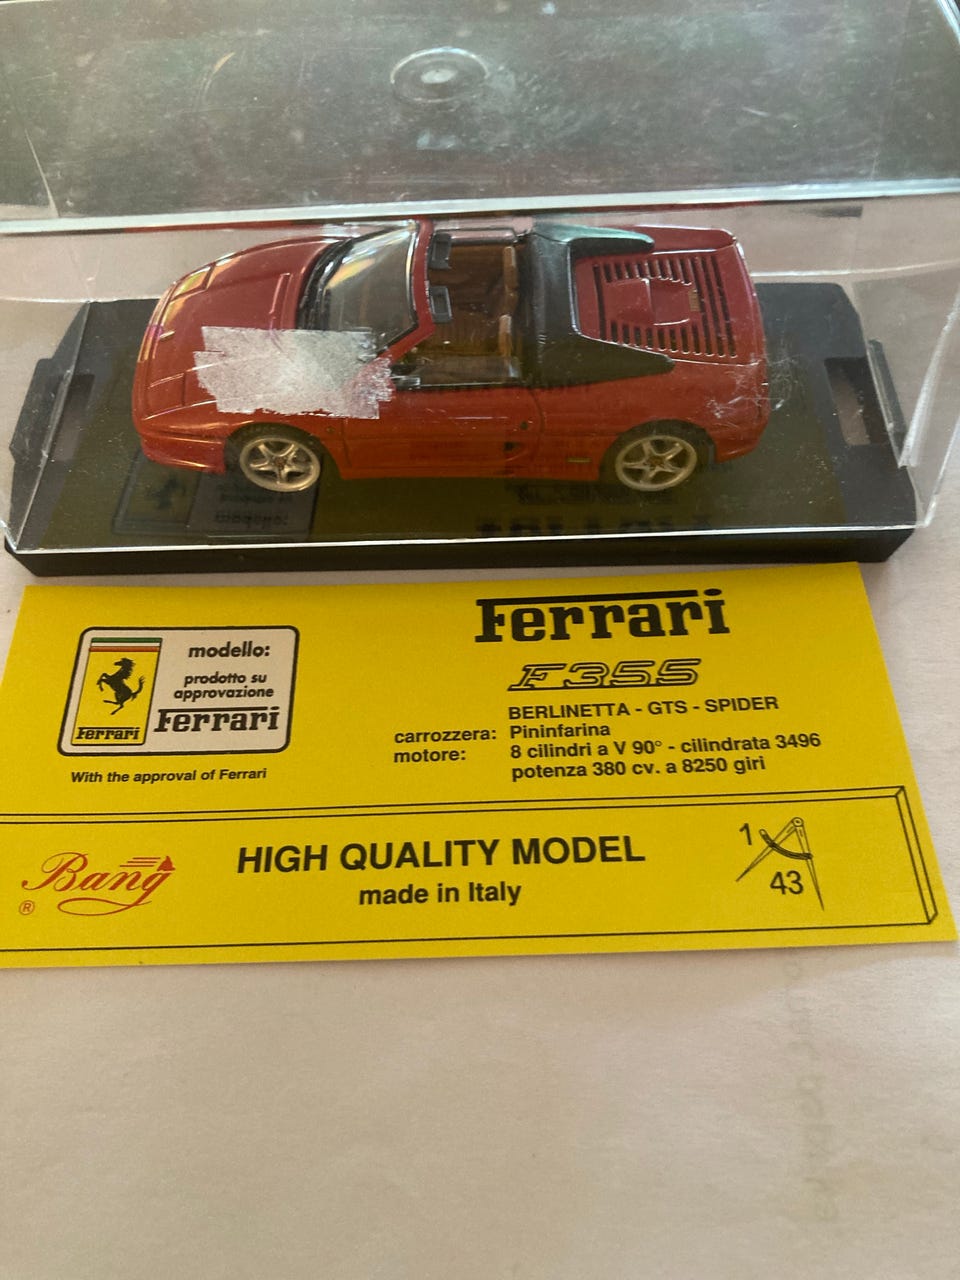 Ferrari
F355
BERLINETTA - GTS - SPIDER
carrozzera: Pininfarina
motore: 8 cilindri a V 90° - cilindrata 3496
potenza 380 cv. a 8250 giri
modello:
prodotto su
approvazione
Ferrari
Ferrari
With the approval of Ferrari
Bang
®
HIGH QUALITY MODEL
made in Italy
1
43